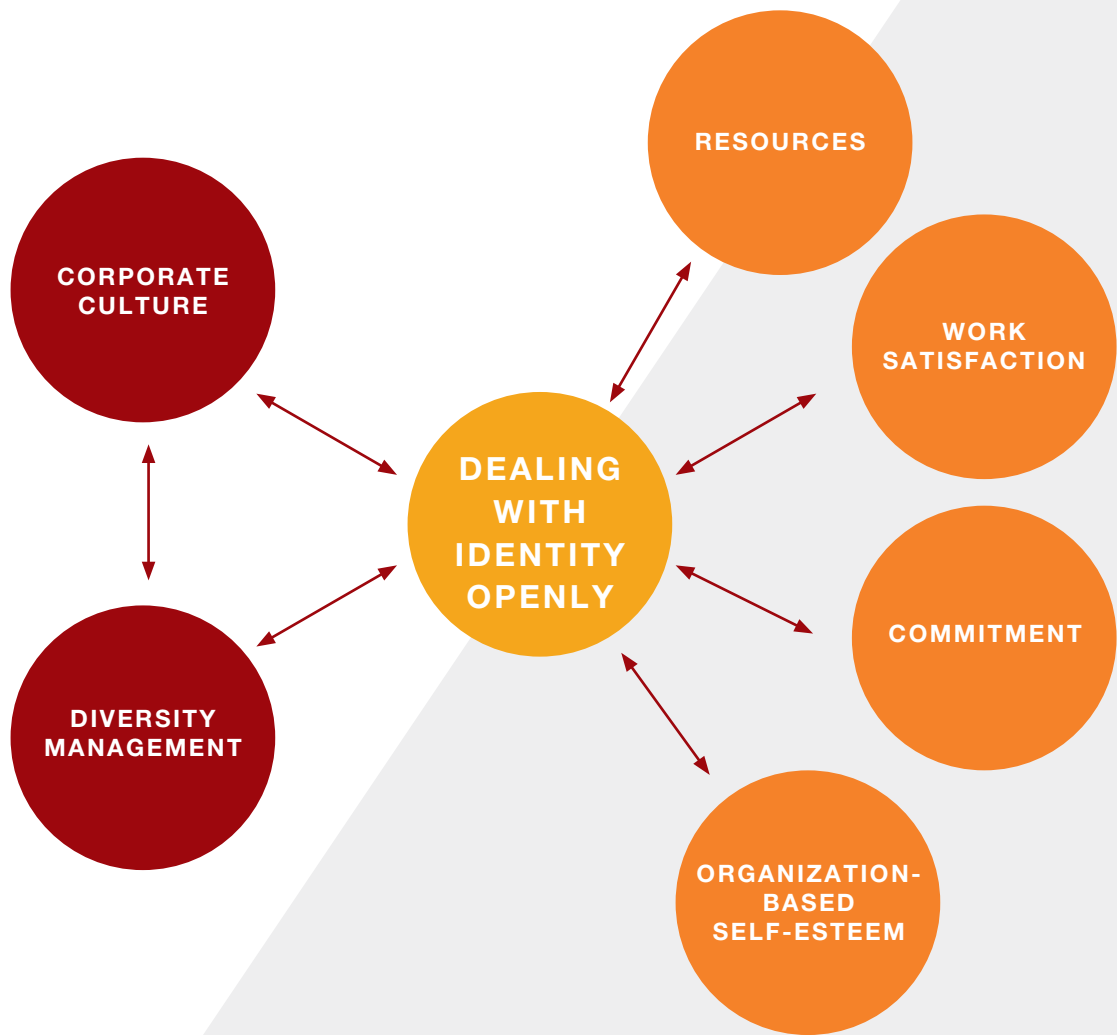 RESOURCES
CORPORATE
CULTURE
WORK
SATISFACTION
DEALING
WITH
IDENTITY
OPENLY
COMMITMENT
DIVERSITY
MANAGEMENT
ORGANIZATION-
BASED
SELF-ESTEEM